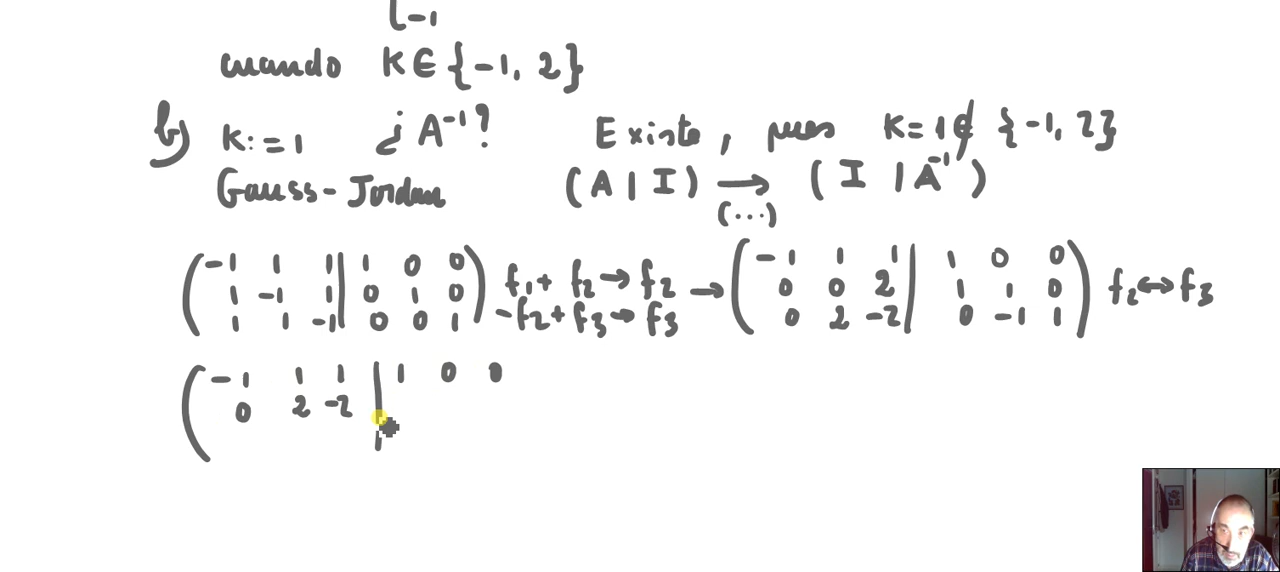 (-1
cuando K∈{-1, 2}
b) K:=1 ¿A⁻¹? Existe, pues K=1∉{-1,2}
Gauss-Jordan (A|I) → (I|A⁻¹)
(...)
(-1 1 1 | 1 0 0) (-1 1 1 | 1 0 0)
(1 -1 1 | 0 1 0) f₁+f₂→f₂ → (0 0 2 | 1 1 0) f₂↔f₃
(1 1 -1 | 0 0 1) -f₂+f₃→f₃ (0 2 -2 | 0 -1 1)
(-1 1 1 | 1 0 0
0 2 -2 |